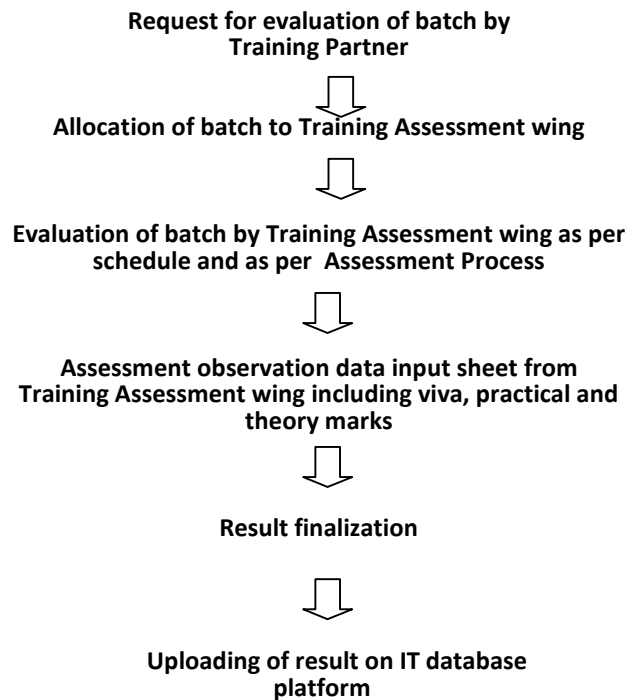 Request for evaluation of batch by
Training Partner
Allocation of batch to Training Assessment wing
Evaluation of batch by Training Assessment wing as per
schedule and as per Assessment Process
Assessment observation data input sheet from
Training Assessment wing including viva, practical and
theory marks
Result finalization
Uploading of result on IT database
platform